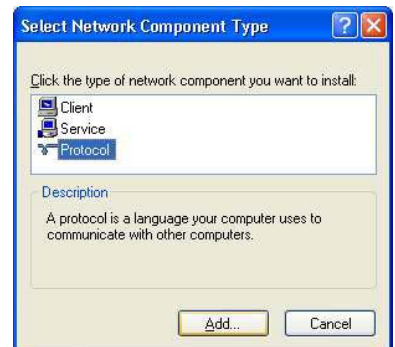 Select Network Component Type
Click the type of network component you want to install:
Client
Service
Protocol
Description
A protocol is a language your computer uses to
communicate with other computers.
Add...
Cancel